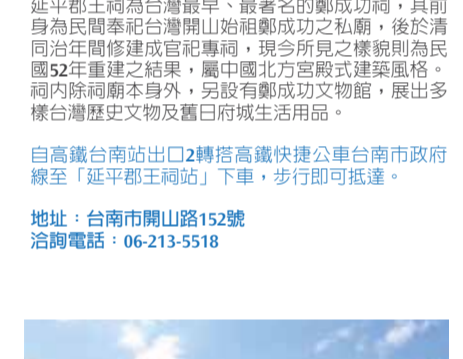 延平郡王祠為台灣最早、最著名的鄭成功祠，其前
身為民間奉祀台灣開山始祖鄭成功之私廟，後於清
同治年間修建成官祀專祠，現今所見之樣貌則為民
國52年重建之結果，屬中國北方宮殿式建築風格。
祠內除祠廟本身外，另設有鄭成功文物館，展出多
樣台灣歷史文物及舊日府城生活用品。
自高鐵台南站出口2轉搭高鐵快捷公車台南市政府
線至「延平郡王祠站」下車，步行即可抵達。
地址：台南市開山路152號
洽詢電話：06-213-5518